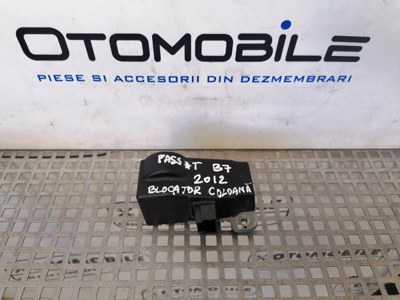 OTOMOBILE
PIESE SI ACCESORII DIN DEZMEMBRARI
PASSAT B7
2012
BLOCATOR COLOANĂ